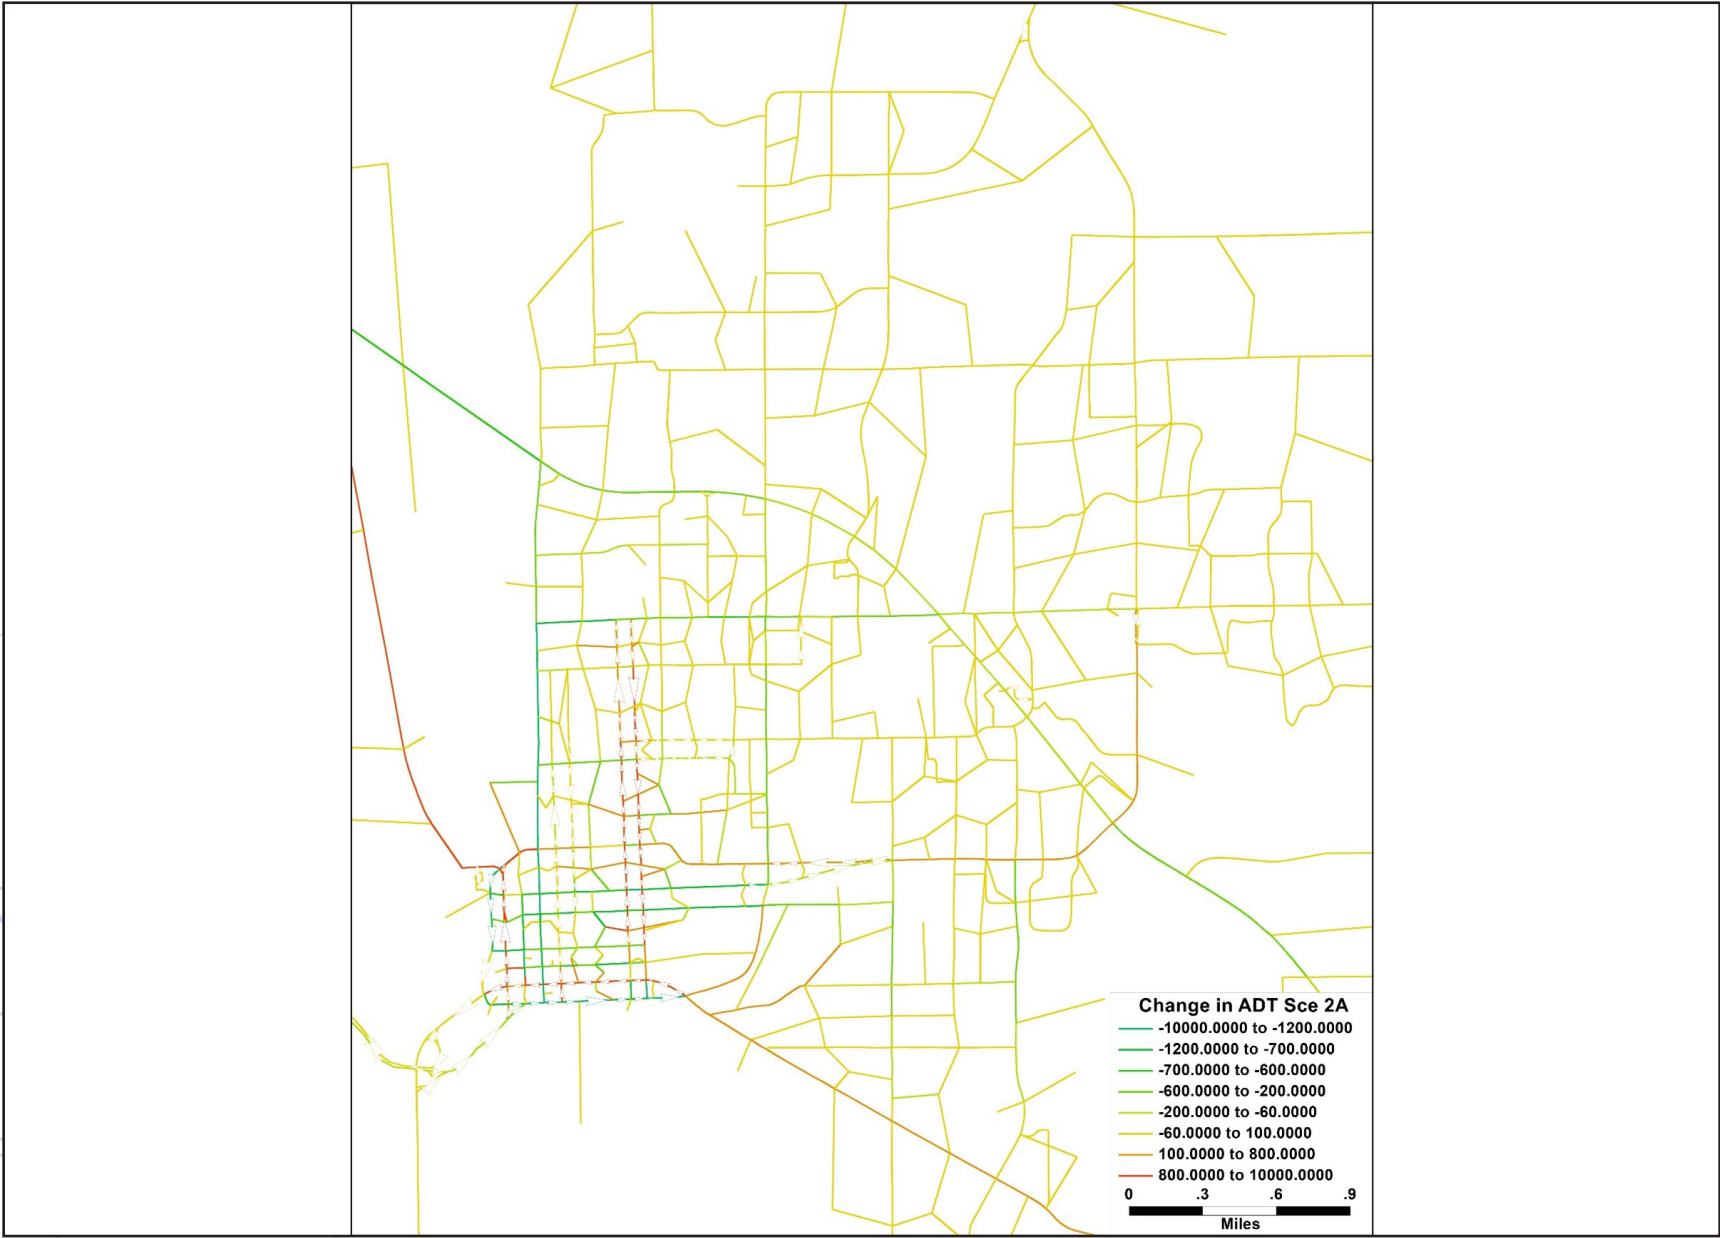 Change in ADT Sce 2A
-10000.0000 to -1200.0000
-1200.0000 to -700.0000
-700.0000 to -600.0000
-600.0000 to -200.0000
-200.0000 to -60.0000
-60.0000 to 100.0000
100.0000 to 800.0000
800.0000 to 10000.0000
0 .3 .6 .9
Miles